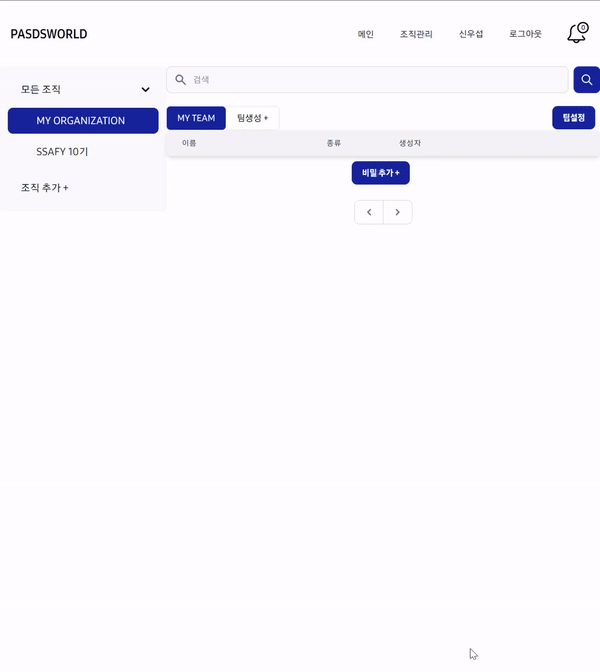 PASDSWORLD
메인 조직관리 신우섭 로그아웃 0
모든 조직
MY ORGANIZATION
SSAFY 10기
조직 추가 +
검색
MY TEAM 팀생성 + 팀설정
이름 종류 생성자
비밀 추가 +